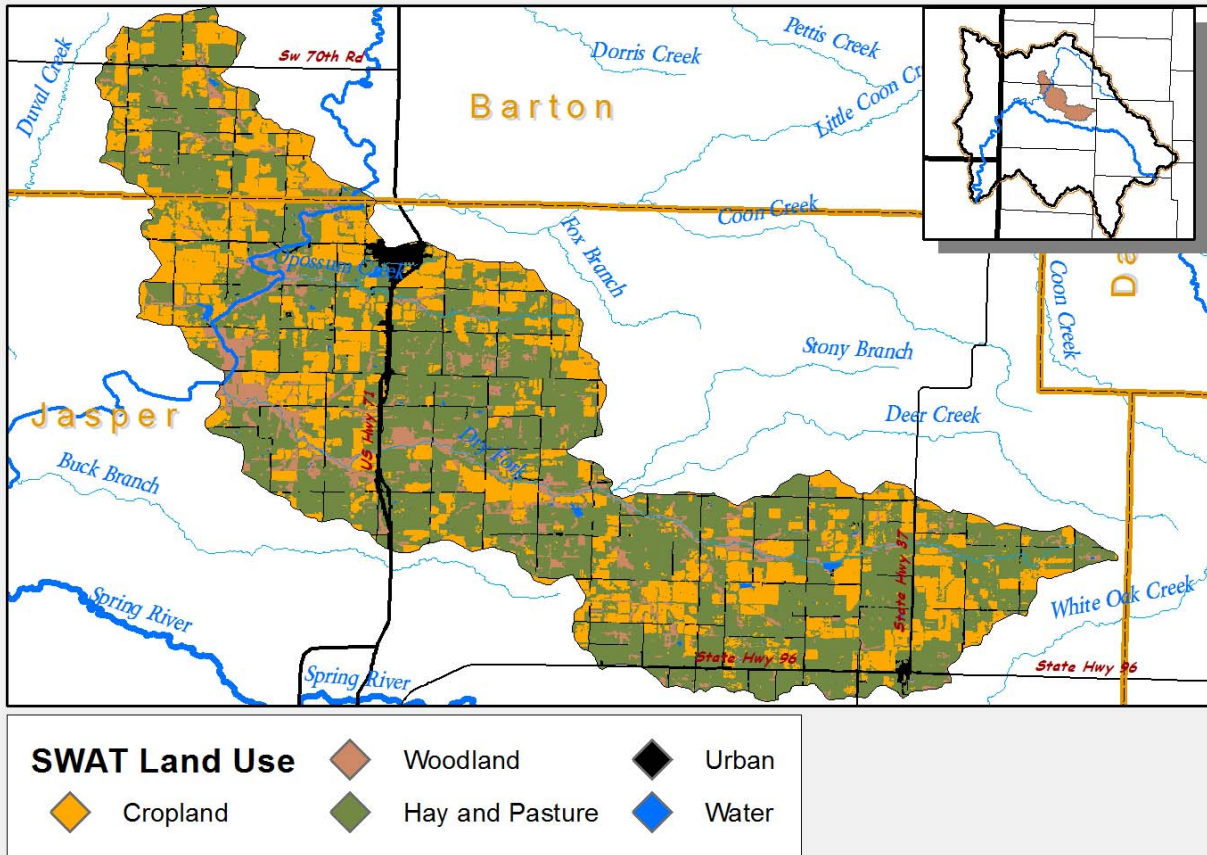 Duval Creek
Sw 70th Rd
Dorris Creek
Pettis Creek
Little Coon Cr
Barton
Coon Creek
Fox Branch
Opossum Creek
Coon Creek
Da
Stony Branch
Jasper
US Hwy 71
Deer Creek
Buck Branch
Dry Fork
State Hwy 37
Spring River
White Oak Creek
State Hwy 96
State Hwy 96
Spring River
SWAT Land Use
Woodland
Urban
Cropland
Hay and Pasture
Water